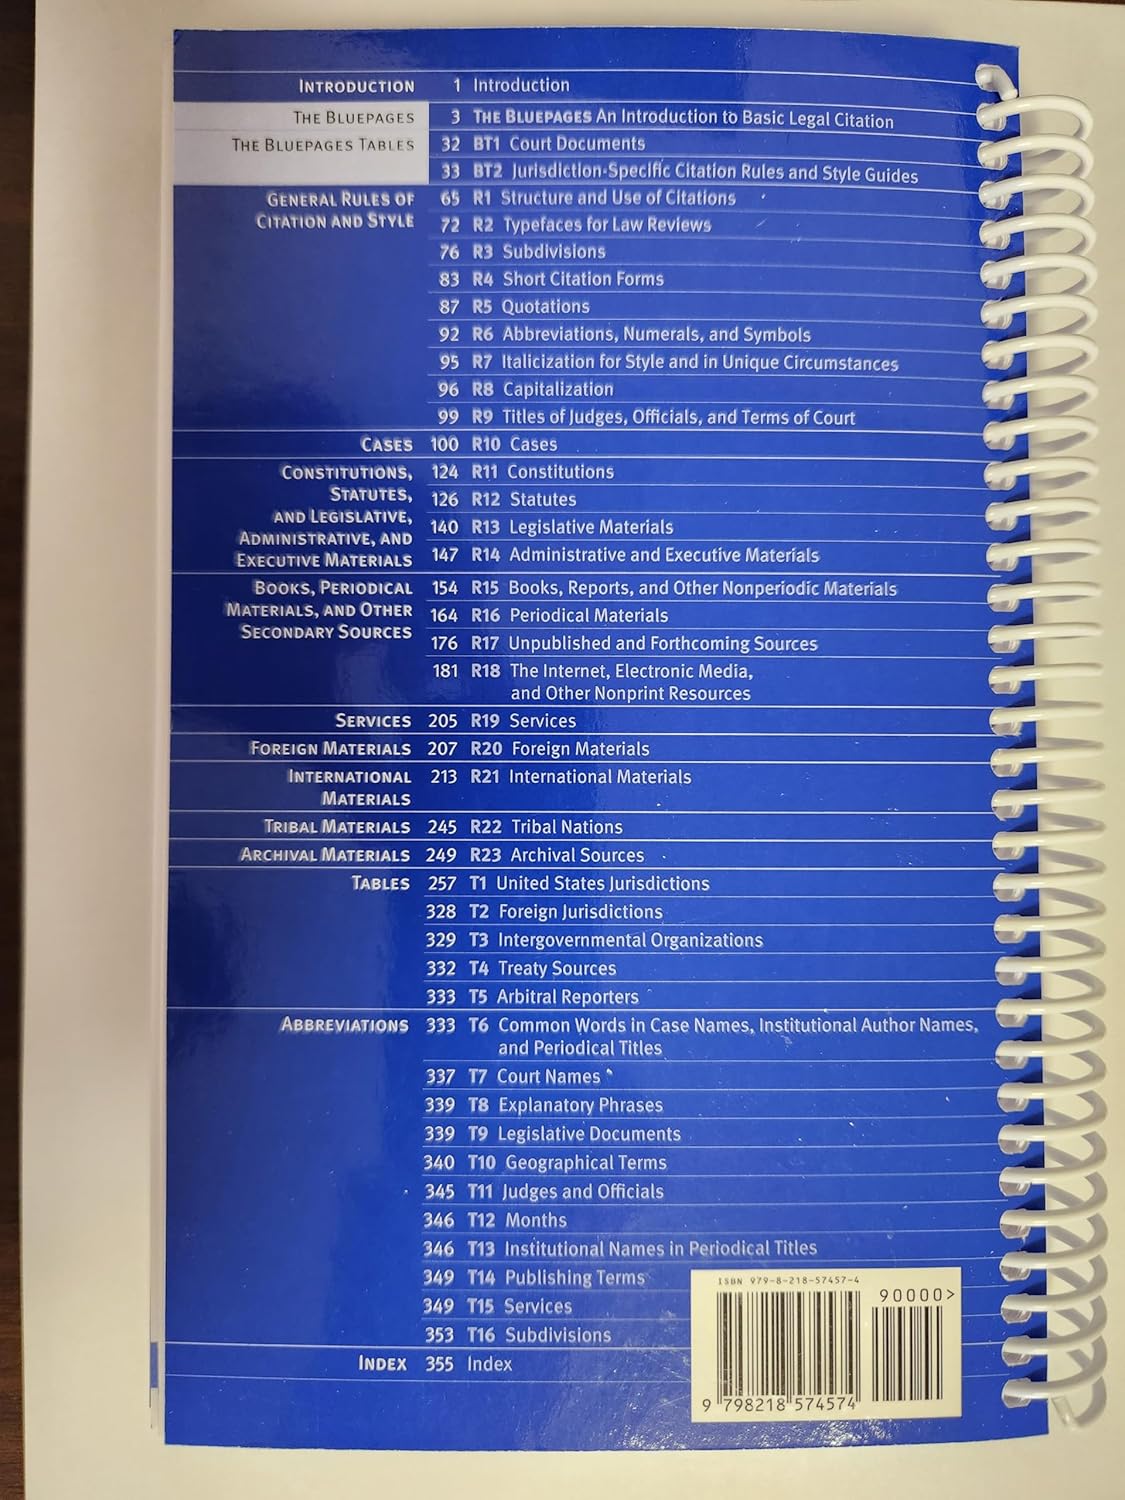 INTRODUCTION 1 Introduction
THE BLUEPAGES 3 THE BLUEPAGES An Introduction to Basic Legal Citation
THE BLUEPAGES TABLES 32 BT1 Court Documents
33 BT2 Jurisdiction-Specific Citation Rules and Style Guides
GENERAL RULES OF 65 R1 Structure and Use of Citations
CITATION AND STYLE 72 R2 Typefaces for Law Reviews
76 R3 Subdivisions
83 R4 Short Citation Forms
87 R5 Quotations
92 R6 Abbreviations, Numerals, and Symbols
95 R7 Italicization for Style and in Unique Circumstances
96 R8 Capitalization
99 R9 Titles of Judges, Officials, and Terms of Court
CASES 100 R10 Cases
CONSTITUTIONS, 124 R11 Constitutions
STATUTES, 126 R12 Statutes
AND LEGISLATIVE, 140 R13 Legislative Materials
ADMINISTRATIVE, AND
EXECUTIVE MATERIALS 147 R14 Administrative and Executive Materials
BOOKS, PERIODICAL 154 R15 Books, Reports, and Other Nonperiodic Materials
MATERIALS, AND OTHER 164 R16 Periodical Materials
SECONDARY SOURCES 176 R17 Unpublished and Forthcoming Sources
181 R18 The Internet, Electronic Media,
and Other Nonprint Resources
SERVICES 205 R19 Services
FOREIGN MATERIALS 207 R20 Foreign Materials
INTERNATIONAL 213 R21 International Materials
MATERIALS
TRIBAL MATERIALS 245 R22 Tribal Nations
ARCHIVAL MATERIALS 249 R23 Archival Sources
TABLES 257 T1 United States Jurisdictions
328 T2 Foreign Jurisdictions
329 T3 Intergovernmental Organizations
332 T4 Treaty Sources
333 T5 Arbitral Reporters
ABBREVIATIONS 333 T6 Common Words in Case Names, Institutional Author Names,
and Periodical Titles
337 T7 Court Names
339 T8 Explanatory Phrases
339 T9 Legislative Documents
340 T10 Geographical Terms
345 T11 Judges and Officials
346 T12 Months
346 T13 Institutional Names in Periodical Titles
349 T14 Publishing Terms
349 T15 Services
353 T16 Subdivisions
INDEX 355 Index
ISBN 979-8-218-57457-4
90000>
9 798218 574574